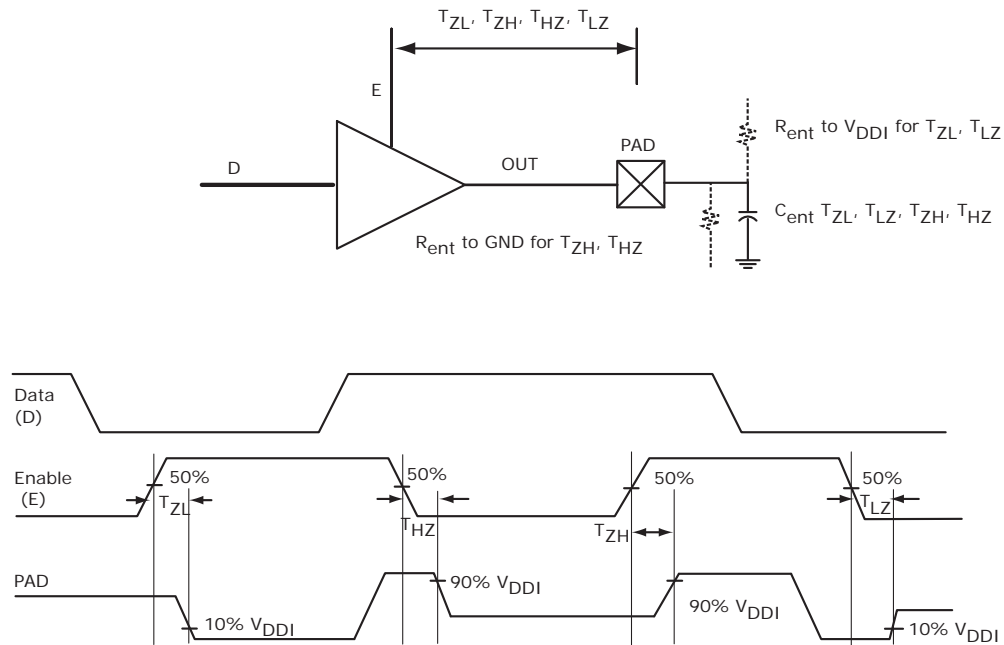 T_ZL, T_ZH, T_HZ, T_LZ
E
D
OUT
PAD
R_ent to V_DDI for T_ZL, T_LZ
C_ent T_ZL, T_LZ, T_ZH, T_HZ
R_ent to GND for T_ZH, T_HZ
Data
(D)
Enable
(E)
50%
50%
50%
50%
T_ZL
T_HZ
T_ZH
T_LZ
PAD
10% V_DDI
90% V_DDI
90% V_DDI
10% V_DDI